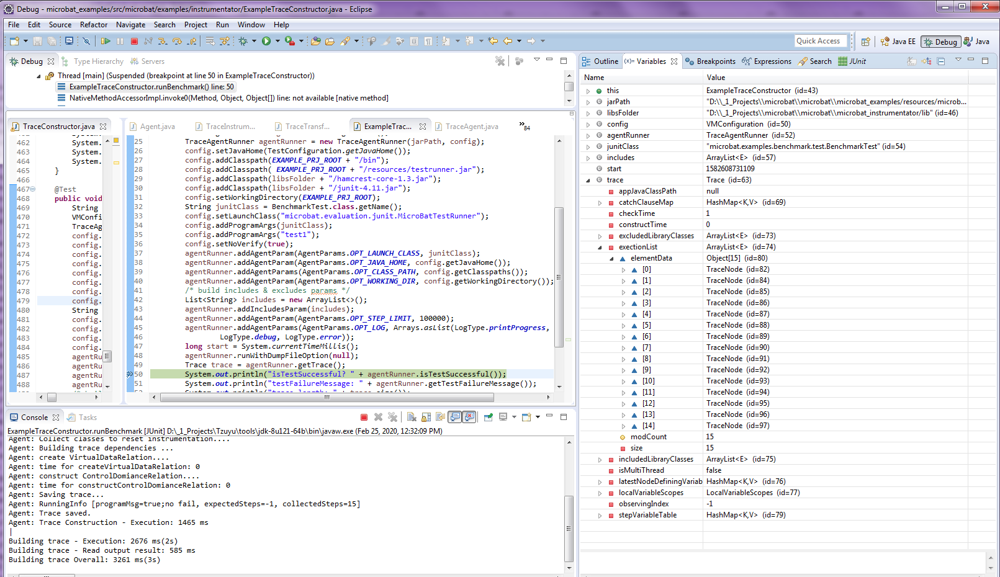 Debug - microbat_examples/src/microbat/examples/instrumentator/ExampleTraceConstructor.java - Eclipse
File Edit Source Refactor Navigate Search Project Run Window Help
Quick Access Java EE Debug Java
Debug Type Hierarchy Servers
Thread [main] (Suspended (breakpoint at line 50 in ExampleTraceConstructor))
ExampleTraceConstructor.runBenchmark() line: 50
NativeMethodAccessorImpl.invoke0(Method, Object, Object[]) line: not available [native method]
TraceConstructor.java
462 System.
463 System.
464 System.
465 }
466
467 @Test
468 public void
469 String
470 VMConfi
471 TraceAg
472 config.
473 config.
474 config.
475 config.
476 config.
477 config.
478 config.
479 config.
480 String
481 config.
482 config.
483 config.
484 config.
485 agentRu
486 agentRu
487 agentRu
488 agentRu
Agent.java TraceInstrum... TraceTransf... ExampleTrac... TraceAgent.java »84
25 TraceAgentRunner agentRunner = new TraceAgentRunner(jarPath, config);
26 config.setJavaHome(TestConfiguration.getJavaHome());
27 config.addClasspath(EXAMPLE_PRJ_ROOT + "/bin");
28 config.addClasspath( EXAMPLE_PRJ_ROOT + "/resources/testrunner.jar");
29 config.addClasspath(libsFolder + "/hamcrest-core-1.3.jar");
30 config.addClasspath(libsFolder + "/junit-4.11.jar");
31 config.setWorkingDirectory(EXAMPLE_PRJ_ROOT);
32 String junitClass = BenchmarkTest.class.getName();
33 config.setLaunchClass("microbat.evaluation.junit.MicroBatTestRunner");
34 config.addProgramArgs(junitClass);
35 config.addProgramArgs("test1");
36 config.setNoVerify(true);
37 agentRunner.addAgentParam(AgentParams.OPT_LAUNCH_CLASS, junitClass);
38 agentRunner.addAgentParam(AgentParams.OPT_JAVA_HOME, config.getJavaHome());
39 agentRunner.addAgentParams(AgentParams.OPT_CLASS_PATH, config.getClasspaths());
40 agentRunner.addAgentParam(AgentParams.OPT_WORKING_DIR, config.getWorkingDirectory());
41 /* build includes & excludes params */
42 List<String> includes = new ArrayList<>();
43 agentRunner.addIncludesParam(includes);
44 agentRunner.addAgentParam(AgentParams.OPT_STEP_LIMIT, 100000);
45 agentRunner.addAgentParams(AgentParams.OPT_LOG, Arrays.asList(LogType.printProgress,
46 LogType.debug, LogType.error));
47 long start = System.currentTimeMillis();
48 agentRunner.runWithDumpFileOption(null);
49 Trace trace = agentRunner.getTrace();
50 System.out.println("isTestSuccessful? " + agentRunner.isTestSuccessful());
51 System.out.println("testFailureMessage: " + agentRunner.getTestFailureMessage());
52 System.out.println("trace length: " + trace.size());
Console Tasks
ExampleTraceConstructor.runBenchmark [JUnit] D:\_1_Projects\Tzuyu\tools\jdk-8u121-64b\bin\javaw.exe (Feb 25, 2020, 12:32:09 PM)
Agent: Collect classes to reset instrumentation....
Agent: Building trace dependencies ...
Agent: create VirtualDataRelation....
Agent: time for createVirtualDataRelation: 0
Agent: construct ControlDomianceRelation....
Agent: time for constructControlDomianceRelation: 0
Agent: Saving trace...
Agent: RunningInfo [programMsg=true;no fail, expectedSteps=-1, collectedSteps=15]
Agent: Trace saved.
Agent: Trace Construction - Execution: 1465 ms
Building trace - Execution: 2676 ms(2s)
Building trace - Read output result: 585 ms
Building trace Overall: 3261 ms(3s)
Outline (x)= Variables Breakpoints Expressions Search JUnit
Name Value
this ExampleTraceConstructor (id=43)
jarPath "D:\\_1_Projects\\microbat\\microbat\\microbat_examples/resources/microb...
libsFolder "D:\\_1_Projects\\microbat\\microbat\\microbat_instrumentator/lib" (id=46)
config VMConfiguration (id=50)
agentRunner TraceAgentRunner (id=52)
junitClass "microbat.examples.benchmark.test.BenchmarkTest" (id=54)
includes ArrayList<E> (id=57)
start 1582608731109
trace Trace (id=63)
appJavaClassPath null
catchClauseMap HashMap<K,V> (id=69)
checkTime 1
constructTime 0
excludedLibraryClasses ArrayList<E> (id=73)
exectionList ArrayList<E> (id=74)
elementData Object[15] (id=80)
[0] TraceNode (id=82)
[1] TraceNode (id=84)
[2] TraceNode (id=85)
[3] TraceNode (id=86)
[4] TraceNode (id=87)
[5] TraceNode (id=88)
[6] TraceNode (id=89)
[7] TraceNode (id=90)
[8] TraceNode (id=91)
[9] TraceNode (id=92)
[10] TraceNode (id=93)
[11] TraceNode (id=94)
[12] TraceNode (id=95)
[13] TraceNode (id=96)
[14] TraceNode (id=97)
modCount 15
size 15
includedLibraryClasses ArrayList<E> (id=75)
isMultiThread false
latestNodeDefiningVariab HashMap<K,V> (id=76)
localVariableScopes LocalVariableScopes (id=77)
observingIndex -1
stepVariableTable HashMap<K,V> (id=79)